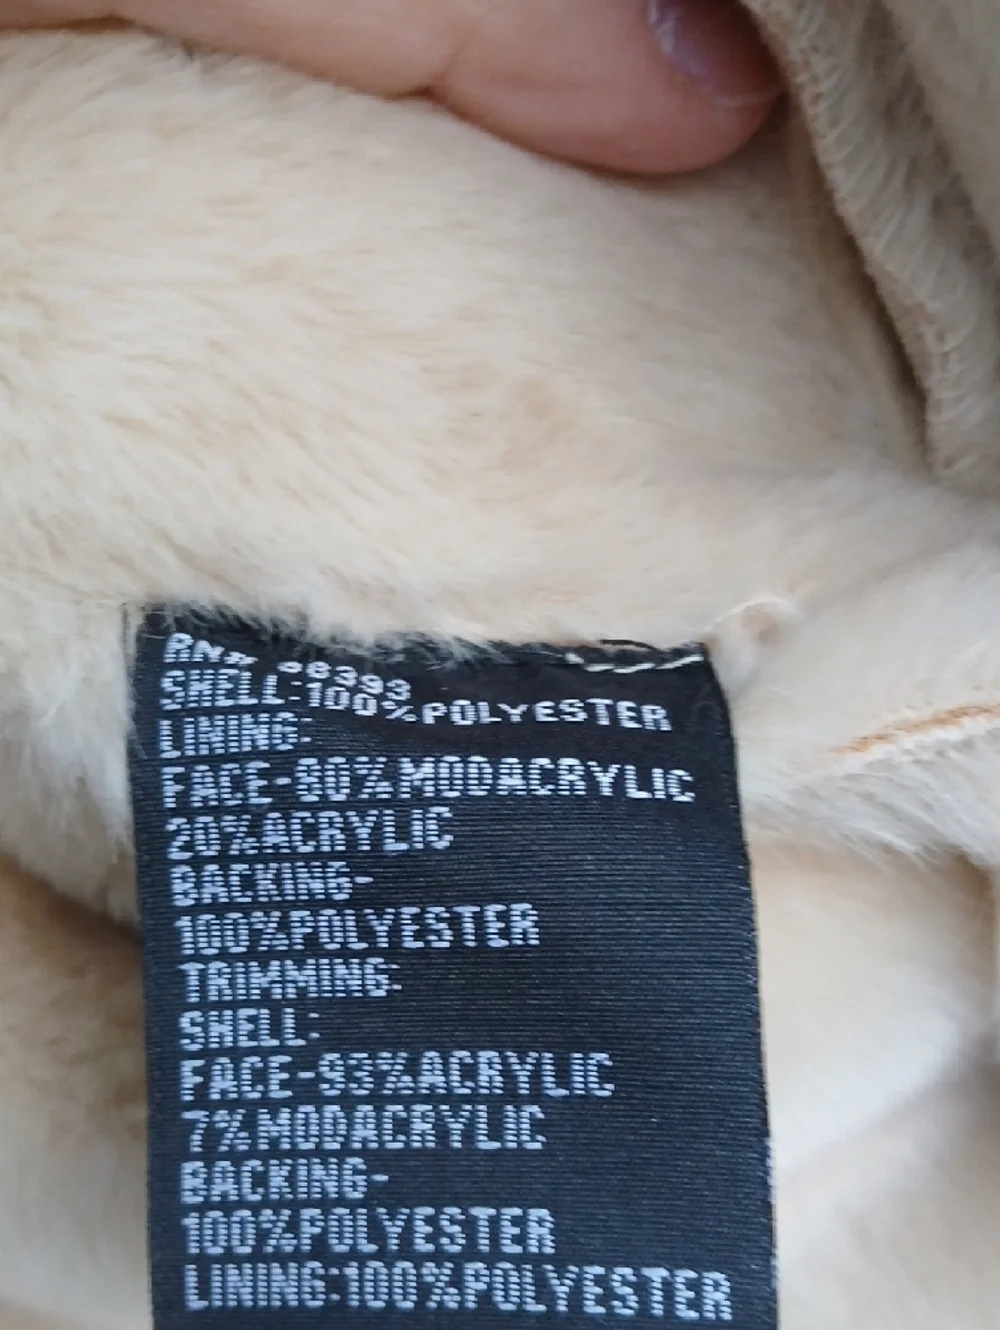 RN#
SHELL:100%POLYESTER
LINING:
FACE-80%MODACRYLIC
20%ACRYLIC
BACKING-
100%POLYESTER
TRIMMING:
SHELL:
FACE-93%ACRYLIC
7%MODACRYLIC
BACKING-
100%POLYESTER
LINING:100%POLYESTER